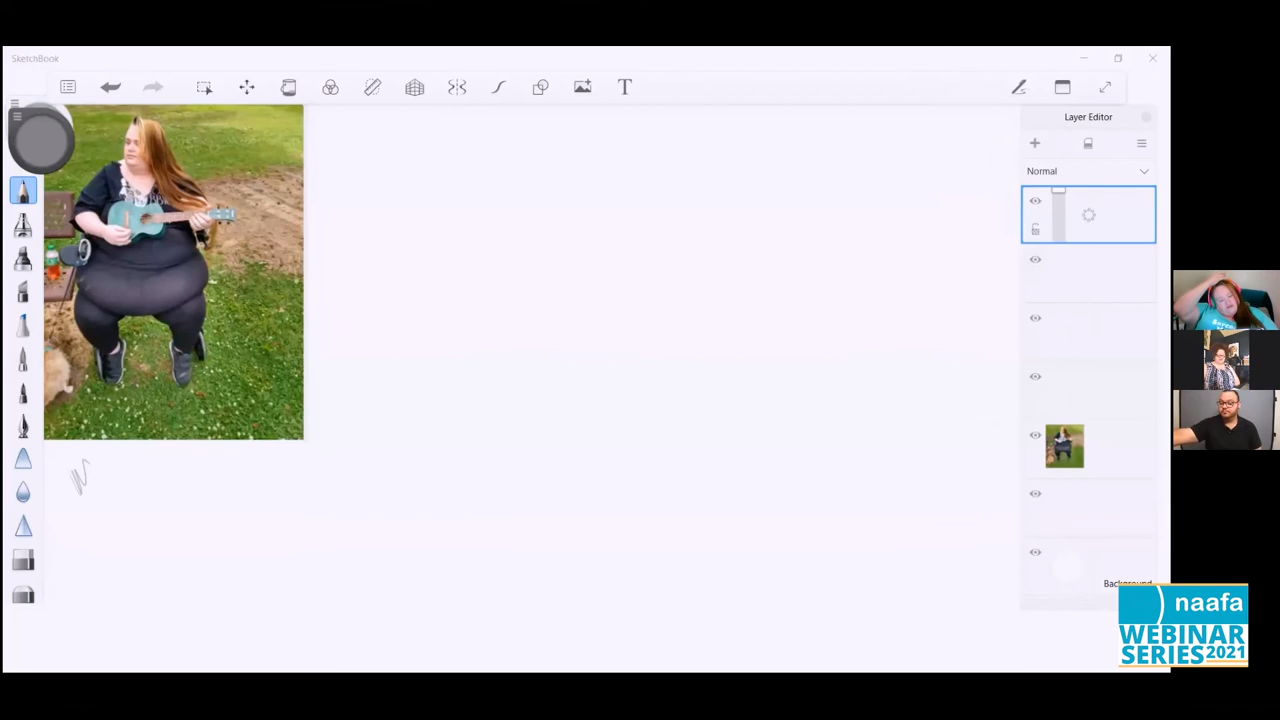 SketchBook
T
Layer Editor
Normal
Background
naafa
WEBINAR
SERIES 2021